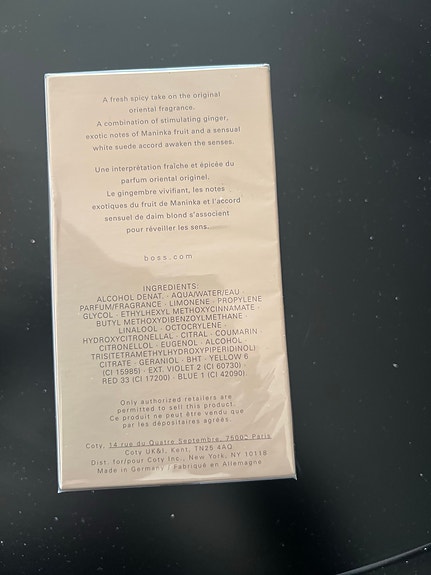 A fresh spicy take on the original
oriental fragrance.
A combination of stimulating ginger,
exotic notes of Maninka fruit and a sensual
white suede accord awaken the senses.
Une interprétation fraîche et épicée du
parfum oriental originel.
Le gingembre vivifiant, les notes
exotiques du fruit de Maninka et l'accord
sensuel de daim blond s'associent
pour réveiller les sens.
boss.com
INGREDIENTS:
ALCOHOL DENAT. · AQUA/WATER/EAU ·
PARFUM/FRAGRANCE · LIMONENE · PROPYLENE
GLYCOL · ETHYLHEXYL METHOXYCINNAMATE ·
BUTYL METHOXYDIBENZOYLMETHANE ·
LINALOOL · OCTOCRYLENE ·
HYDROXYCITRONELLAL · CITRAL · COUMARIN
CITRONELLOL · EUGENOL · ALCOHOL ·
TRIS(TETRAMETHYLHYDROXYPIPERIDINOL)
CITRATE · GERANIOL · BHT · YELLOW 6
(CI 15985) · EXT. VIOLET 2 (CI 60730) ·
RED 33 (CI 17200) · BLUE 1 (CI 42090).
Only authorized retailers are
permitted to sell this product.
Ce produit ne peut être vendu que
par les dépositaires agréés.
Coty, 14 rue du Quatre Septembre, 75002 Paris
Coty UK&I, Kent, TN25 4AQ
Dist. for/pour Coty Inc., New York, NY 10118
Made in Germany / Fabriqué en Allemagne